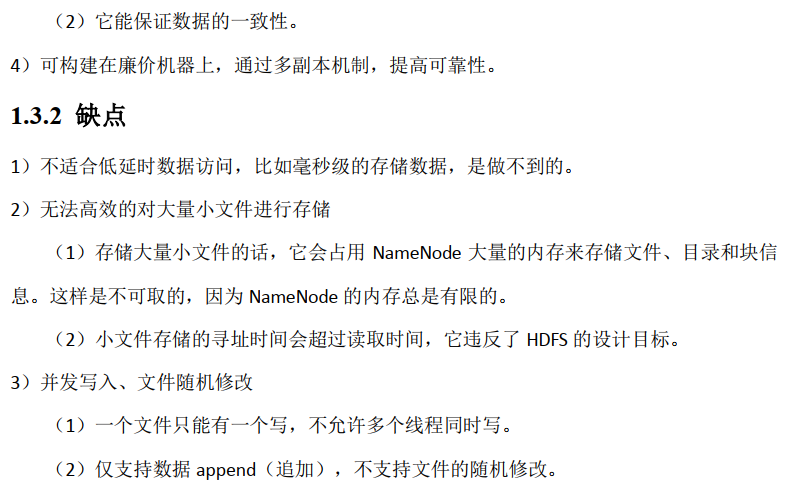 （2）它能保证数据的一致性。
4）可构建在廉价机器上，通过多副本机制，提高可靠性。
1.3.2 缺点
1）不适合低延时数据访问，比如毫秒级的存储数据，是做不到的。
2）无法高效的对大量小文件进行存储
（1）存储大量小文件的话，它会占用 NameNode 大量的内存来存储文件、目录和块信
息。这样是不可取的，因为 NameNode 的内存总是有限的。
（2）小文件存储的寻址时间会超过读取时间，它违反了 HDFS 的设计目标。
3）并发写入、文件随机修改
（1）一个文件只能有一个写，不允许多个线程同时写。
（2）仅支持数据 append（追加），不支持文件的随机修改。